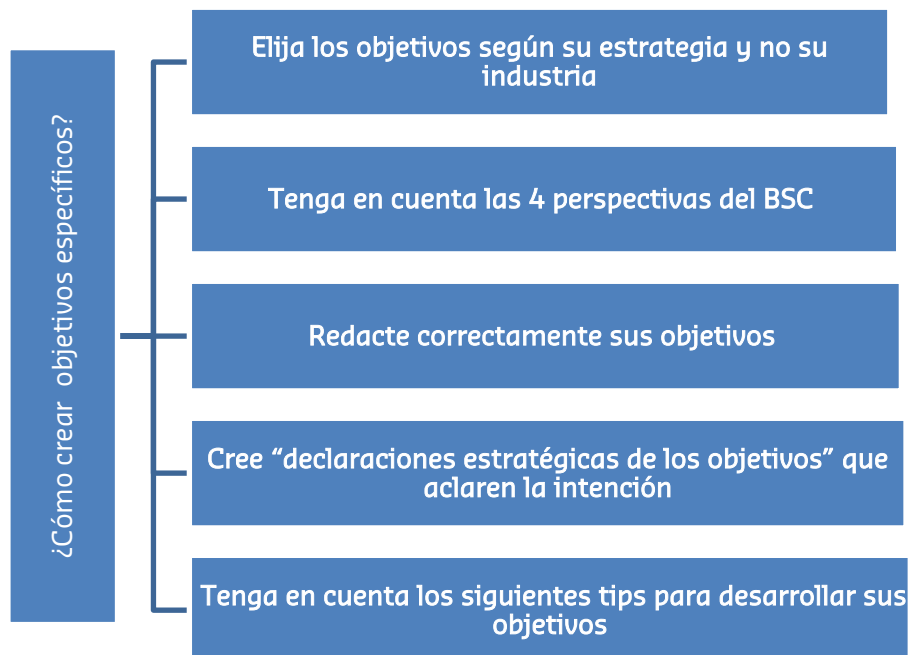 ¿Cómo crear objetivos específicos?
Elija los objetivos según su estrategia y no su
industria
Tenga en cuenta las 4 perspectivas del BSC
Redacte correctamente sus objetivos
Cree “declaraciones estratégicas de los objetivos” que
aclaren la intención
Tenga en cuenta los siguientes tips para desarrollar sus
objetivos